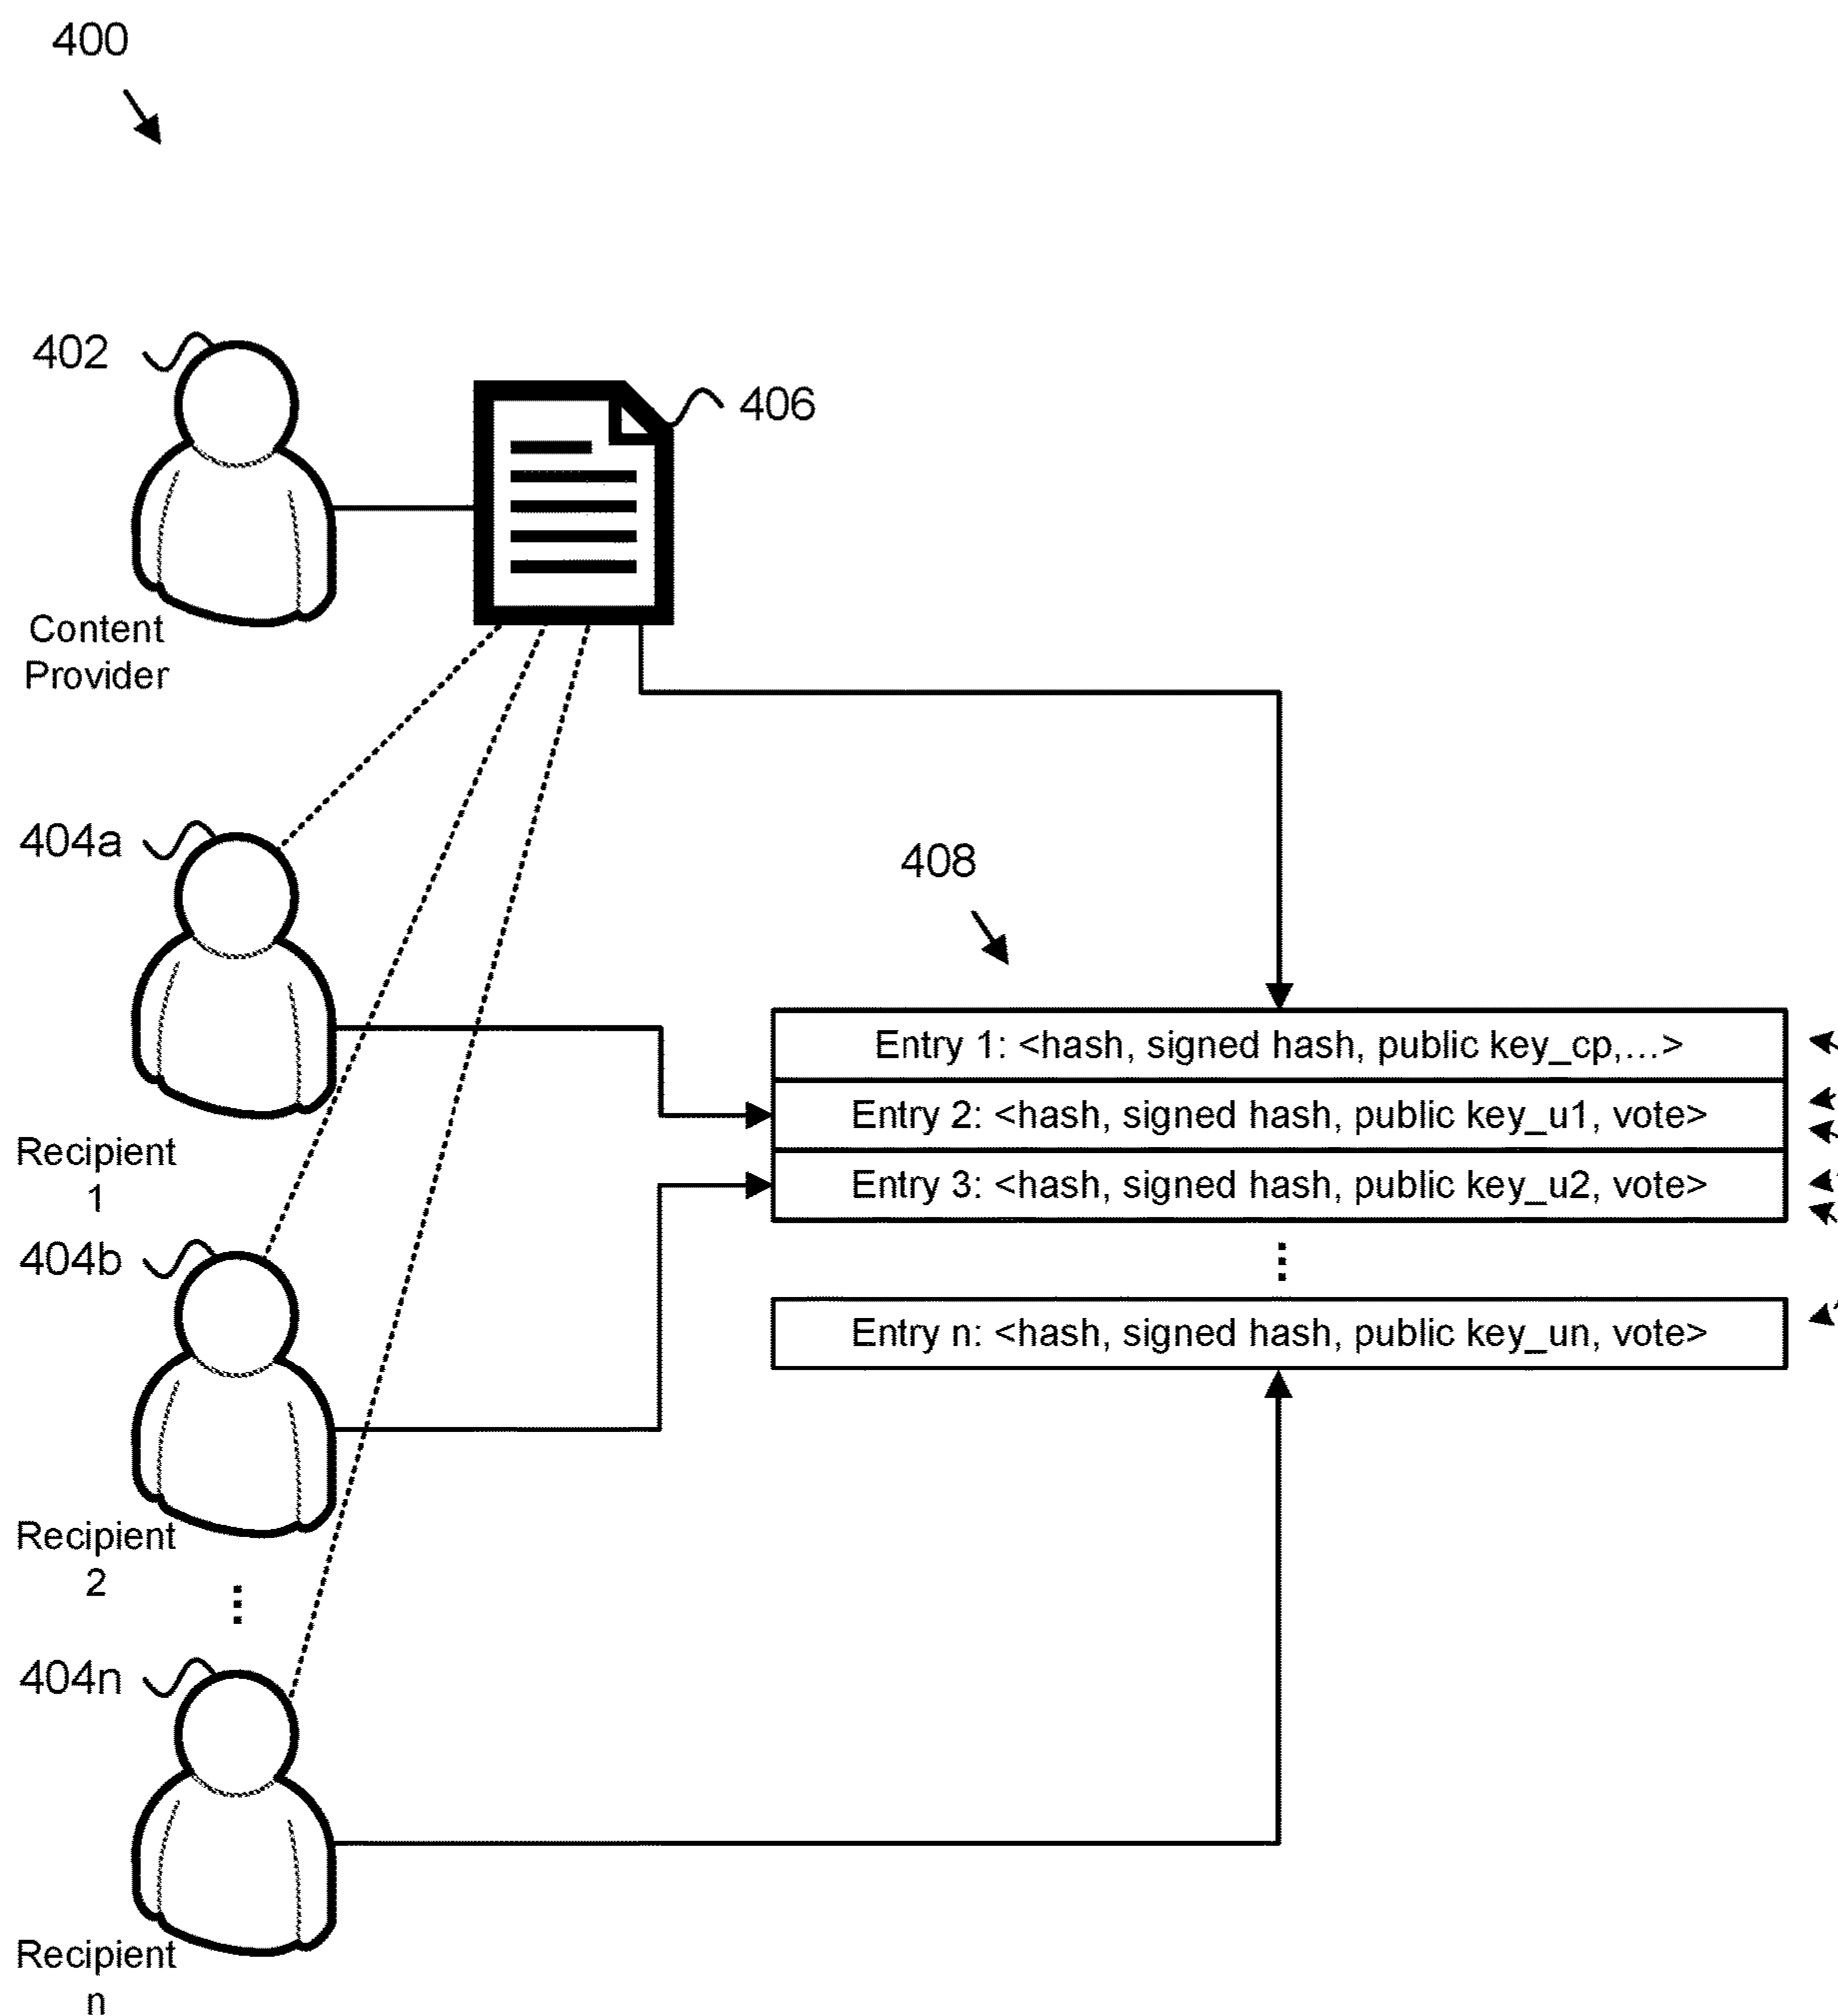 400
402
406
Content
Provider
404a
408
Entry 1: <hash, signed hash, public key_cp,...>
Entry 2: <hash, signed hash, public key_u1, vote>
Entry 3: <hash, signed hash, public key_u2, vote>
⋮
Entry n: <hash, signed hash, public key_un, vote>
Recipient
1
404b
Recipient
2
⋮
404n
Recipient
n